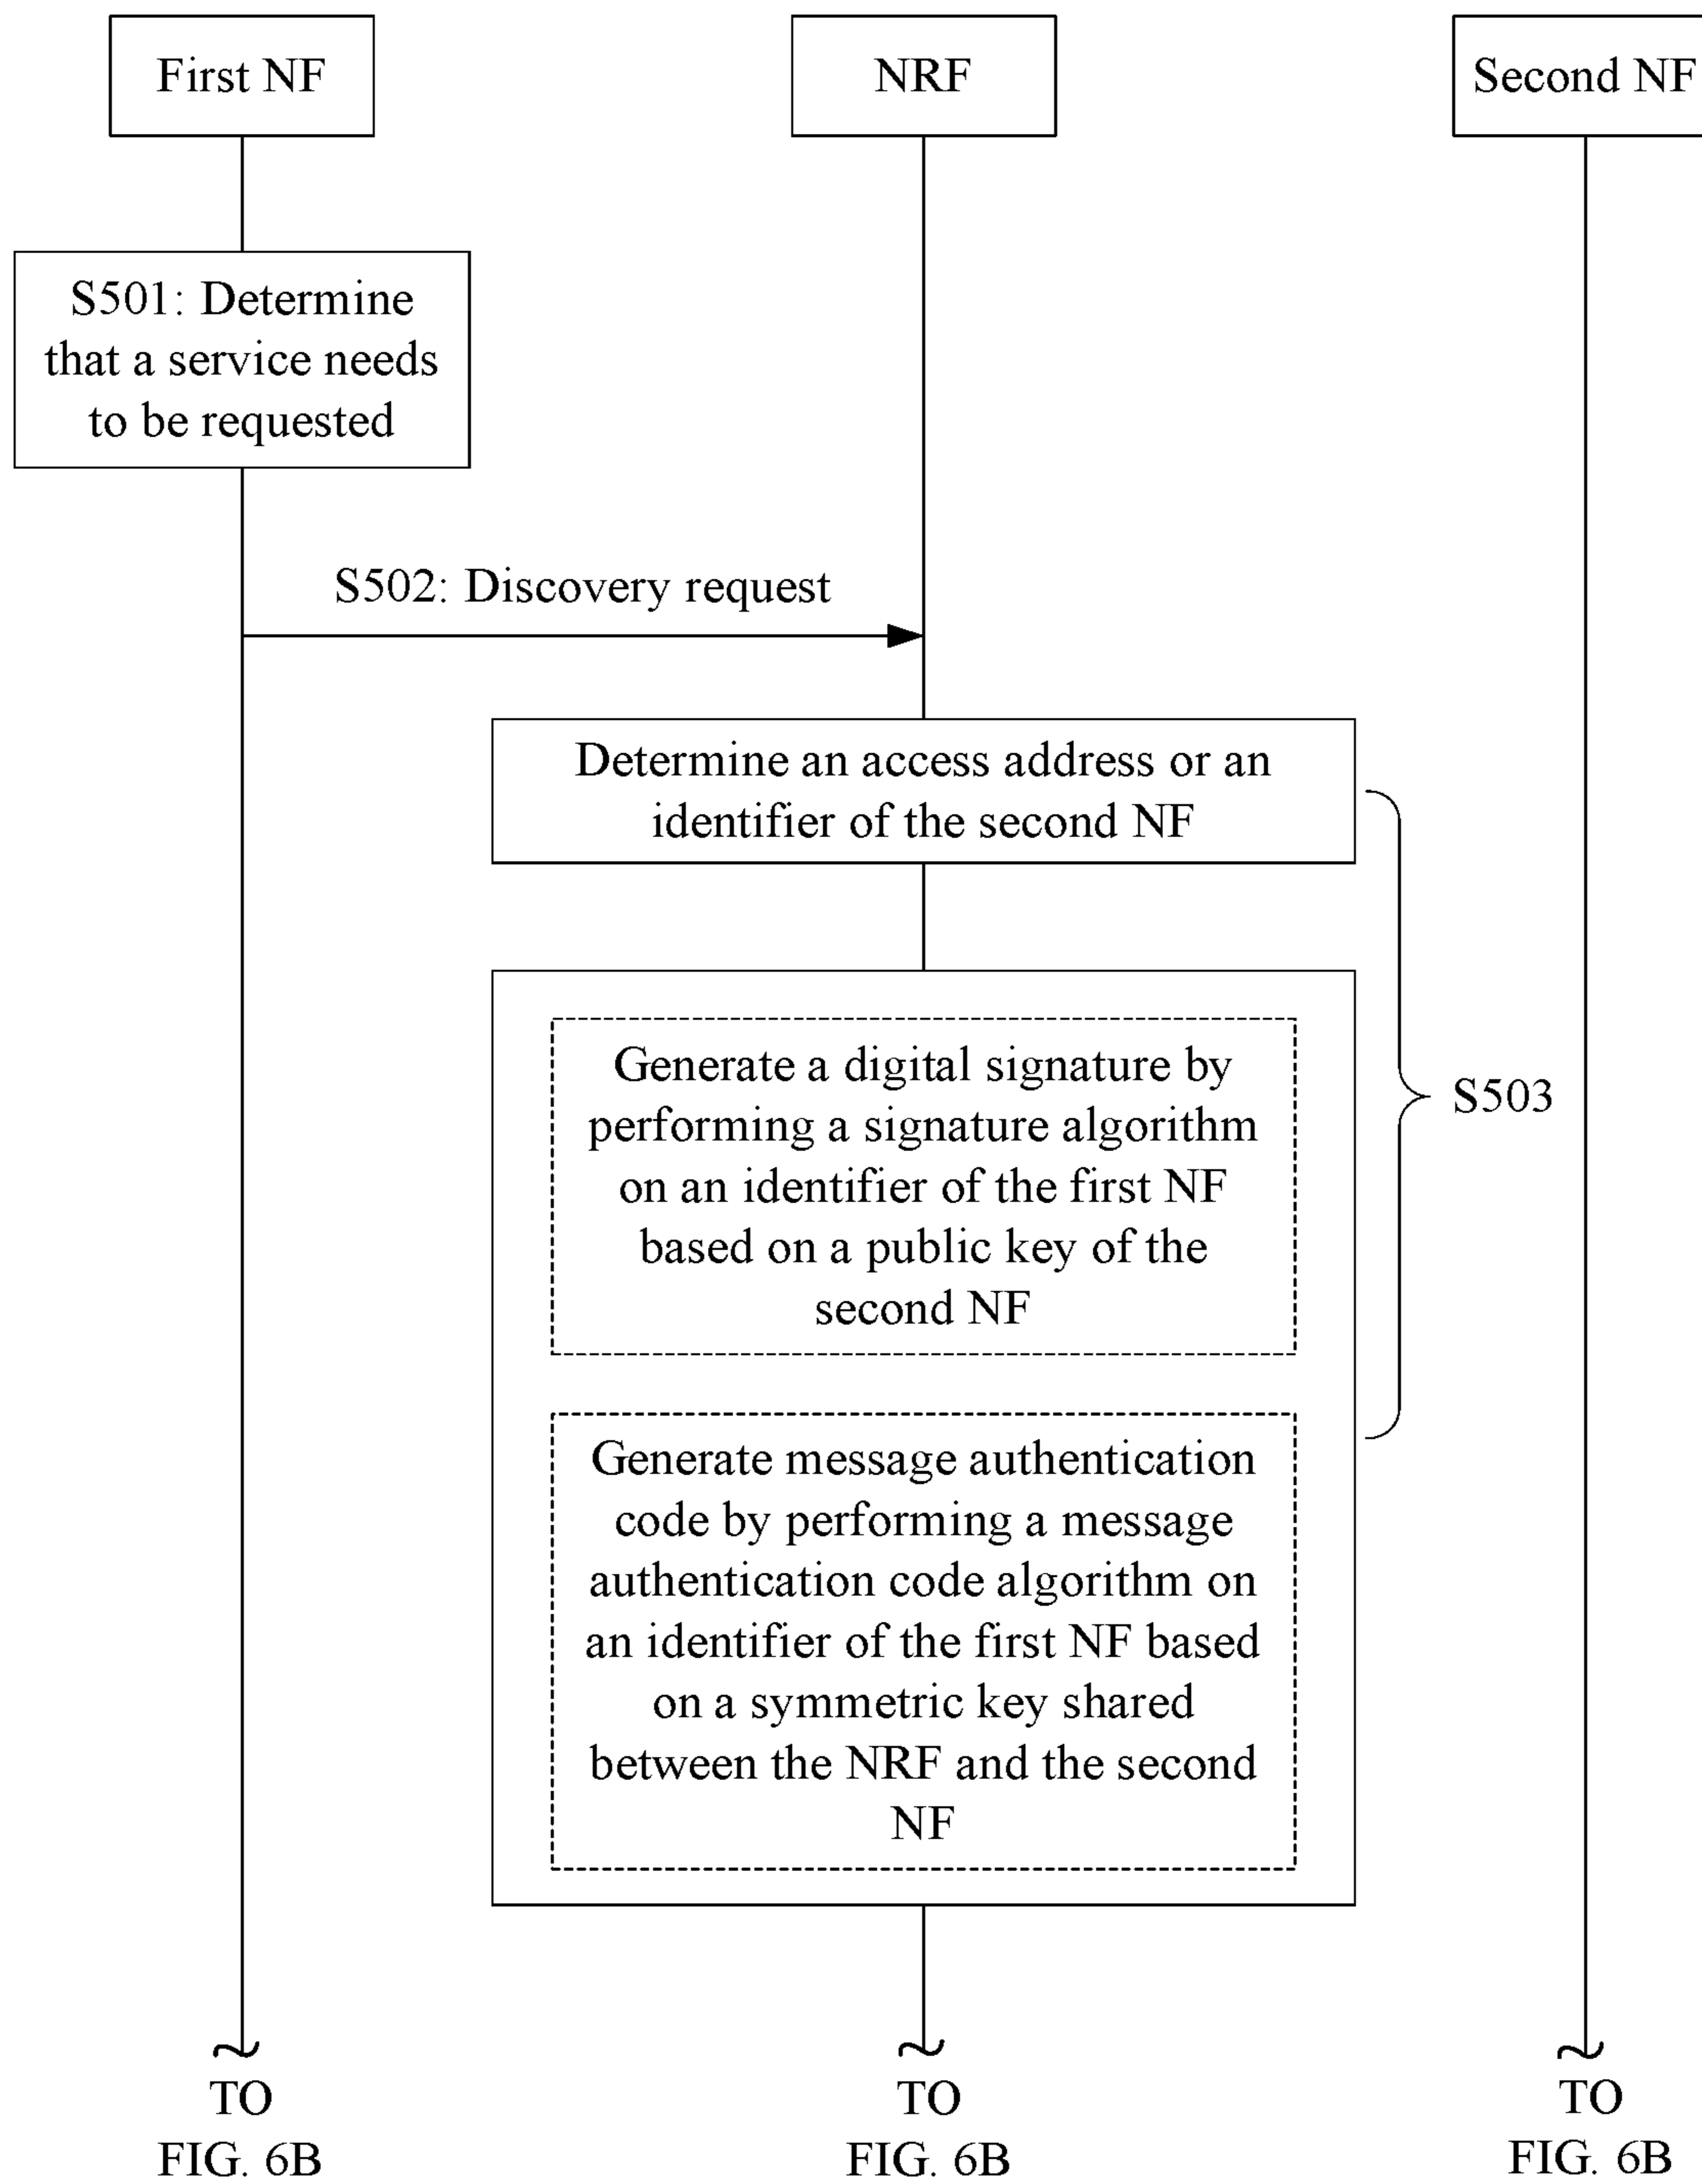 First NF
NRF
Second NF
S501: Determine
that a service needs
to be requested
S502: Discovery request
Determine an access address or an
identifier of the second NF
Generate a digital signature by
performing a signature algorithm
on an identifier of the first NF
based on a public key of the
second NF
S503
Generate message authentication
code by performing a message
authentication code algorithm on
an identifier of the first NF based
on a symmetric key shared
between the NRF and the second
NF
TO
FIG. 6B
TO
FIG. 6B
TO
FIG. 6B